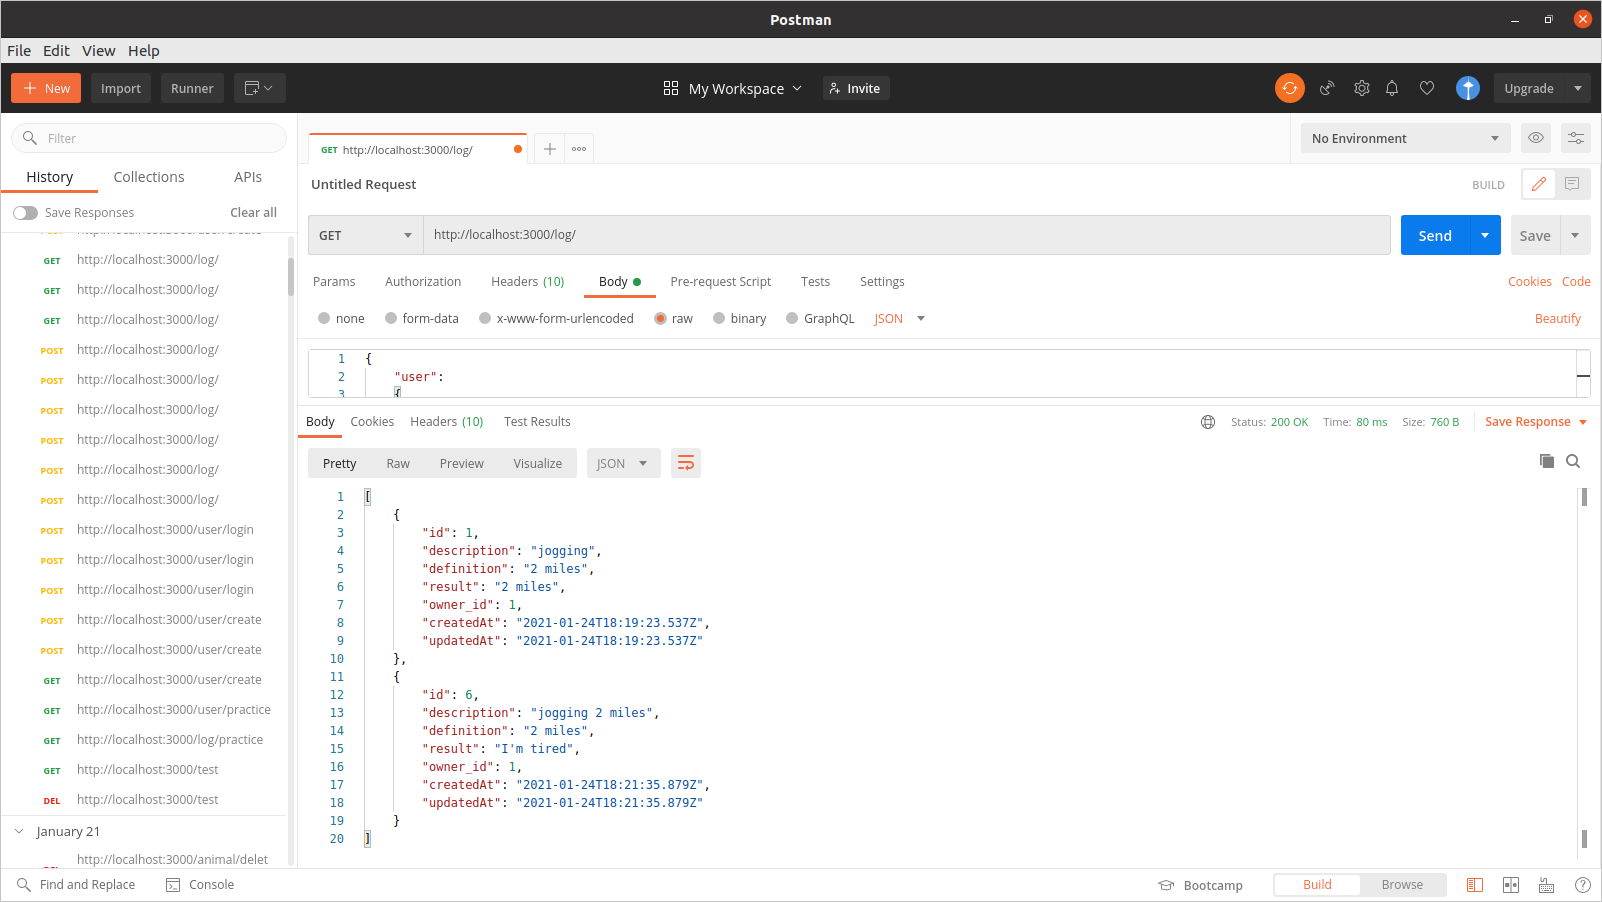 Postman
File Edit View Help
New Import Runner My Workspace Invite Upgrade
Filter
History Collections APIs
Save Responses Clear all
GET http://localhost:3000/log/
GET http://localhost:3000/log/
GET http://localhost:3000/log/
POST http://localhost:3000/log/
POST http://localhost:3000/log/
POST http://localhost:3000/log/
POST http://localhost:3000/log/
POST http://localhost:3000/log/
POST http://localhost:3000/log/
POST http://localhost:3000/user/login
POST http://localhost:3000/user/login
POST http://localhost:3000/user/login
POST http://localhost:3000/user/create
POST http://localhost:3000/user/create
GET http://localhost:3000/user/create
GET http://localhost:3000/user/practice
GET http://localhost:3000/log/practice
GET http://localhost:3000/test
DEL http://localhost:3000/test
January 21
http://localhost:3000/animal/delet
GET http://localhost:3000/log/
No Environment
Untitled Request
BUILD
GET http://localhost:3000/log/ Send Save
Params Authorization Headers (10) Body Pre-request Script Tests Settings Cookies Code
none form-data x-www-form-urlencoded raw binary GraphQL JSON Beautify
1 {
2 "user":
3 {
Body Cookies Headers (10) Test Results Status: 200 OK Time: 80 ms Size: 760 B Save Response
Pretty Raw Preview Visualize JSON
1 [
2 {
3 "id": 1,
4 "description": "jogging",
5 "definition": "2 miles",
6 "result": "2 miles",
7 "owner_id": 1,
8 "createdAt": "2021-01-24T18:19:23.537Z",
9 "updatedAt": "2021-01-24T18:19:23.537Z"
10 },
11 {
12 "id": 6,
13 "description": "jogging 2 miles",
14 "definition": "2 miles",
15 "result": "I'm tired",
16 "owner_id": 1,
17 "createdAt": "2021-01-24T18:21:35.879Z",
18 "updatedAt": "2021-01-24T18:21:35.879Z"
19 }
20 ]
Find and Replace Console Bootcamp Build Browse